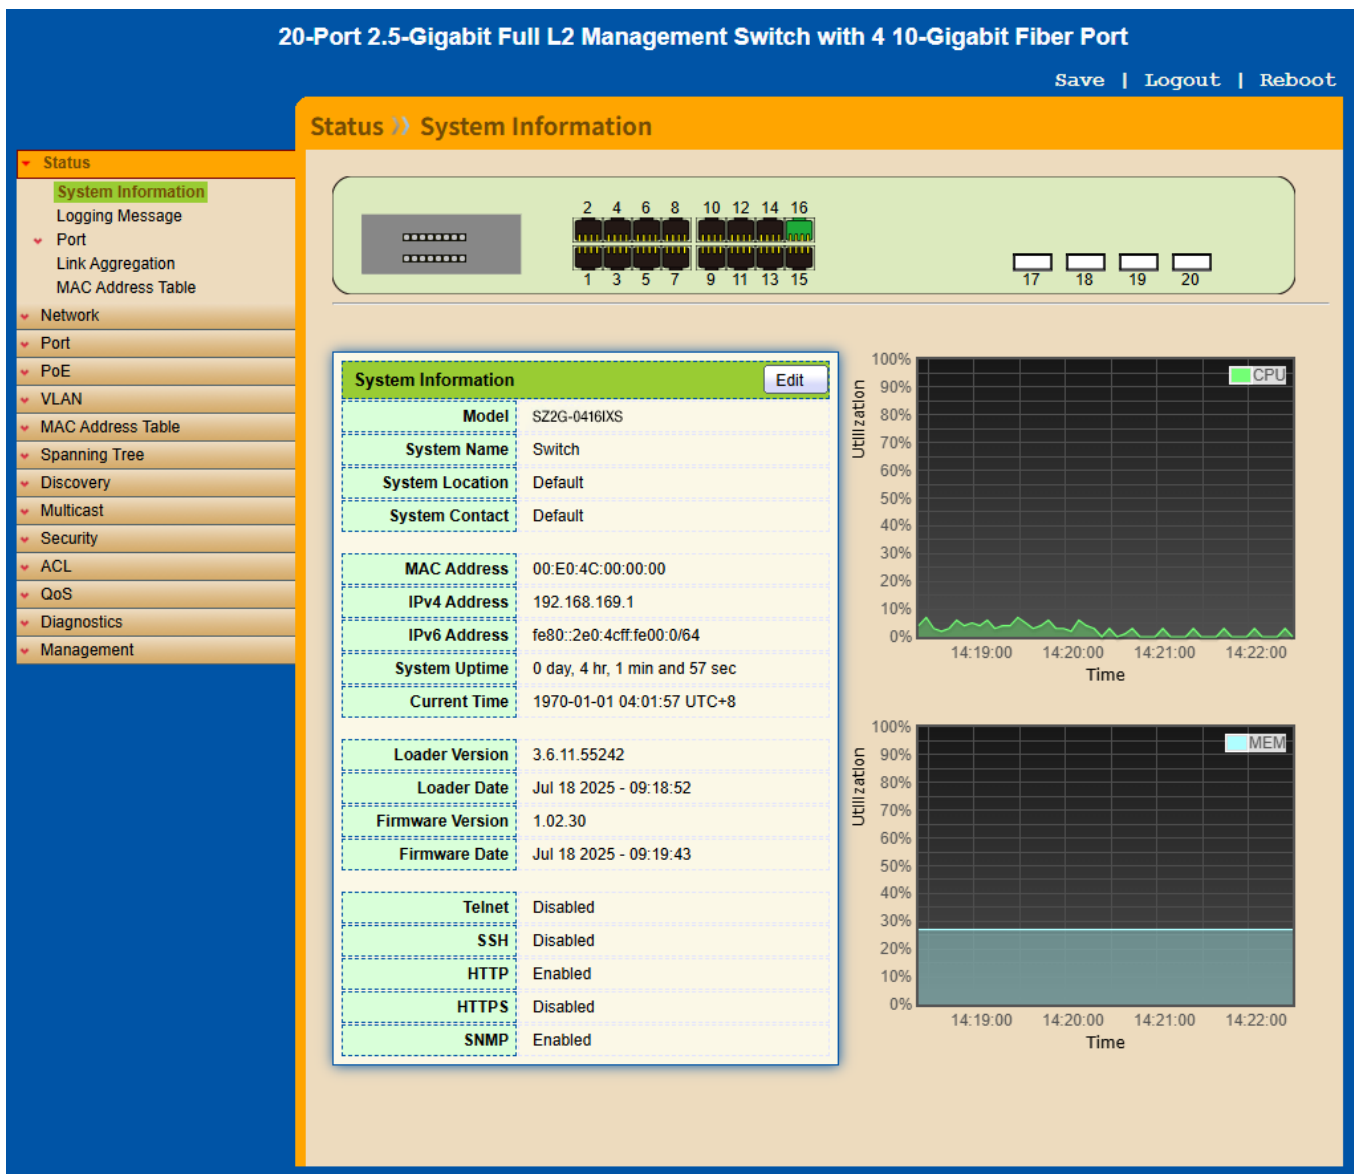 20-Port 2.5-Gigabit Full L2 Management Switch with 4 10-Gigabit Fiber Port
Save | Logout | Reboot
Status » System Information
Status
System Information
Logging Message
Port
Link Aggregation
MAC Address Table
Network
Port
PoE
VLAN
MAC Address Table
Spanning Tree
Discovery
Multicast
Security
ACL
QoS
Diagnostics
Management
2 4 6 8 10 12 14 16
1 3 5 7 9 11 13 15
17 18 19 20
System Information Edit
Model SZ2G-0416IXS
System Name Switch
System Location Default
System Contact Default
MAC Address 00:E0:4C:00:00:00
IPv4 Address 192.168.169.1
IPv6 Address fe80::2e0:4cff:fe00:0/64
System Uptime 0 day, 4 hr, 1 min and 57 sec
Current Time 1970-01-01 04:01:57 UTC+8
Loader Version 3.6.11.55242
Loader Date Jul 18 2025 - 09:18:52
Firmware Version 1.02.30
Firmware Date Jul 18 2025 - 09:19:43
Telnet Disabled
SSH Disabled
HTTP Enabled
HTTPS Disabled
SNMP Enabled
Utilization
100%
90%
80%
70%
60%
50%
40%
30%
20%
10%
0%
CPU
14:19:00 14:20:00 14:21:00 14:22:00
Time
Utilization
100%
90%
80%
70%
60%
50%
40%
30%
20%
10%
0%
MEM
14:19:00 14:20:00 14:21:00 14:22:00
Time